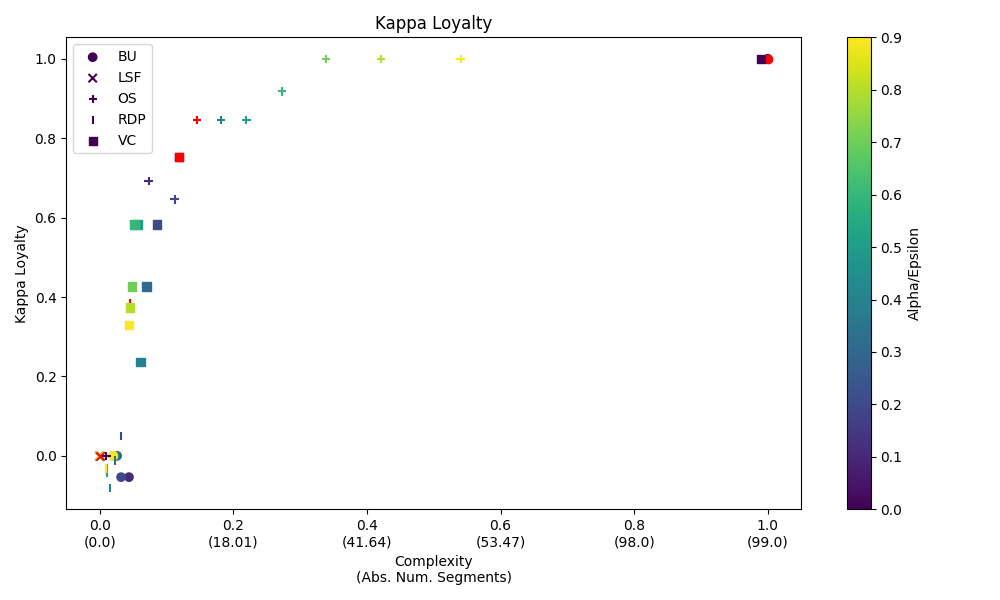 Kappa Loyalty
BU
LSF
OS
RDP
VC
Kappa Loyalty
1.0
0.8
0.6
0.4
0.2
0.0
0.0
(0.0)
0.2
(18.01)
0.4
(41.64)
0.6
(53.47)
0.8
(98.0)
1.0
(99.0)
Complexity
(Abs. Num. Segments)
0.9
0.8
0.7
0.6
0.5
0.4
0.3
0.2
0.1
0.0
Alpha/Epsilon